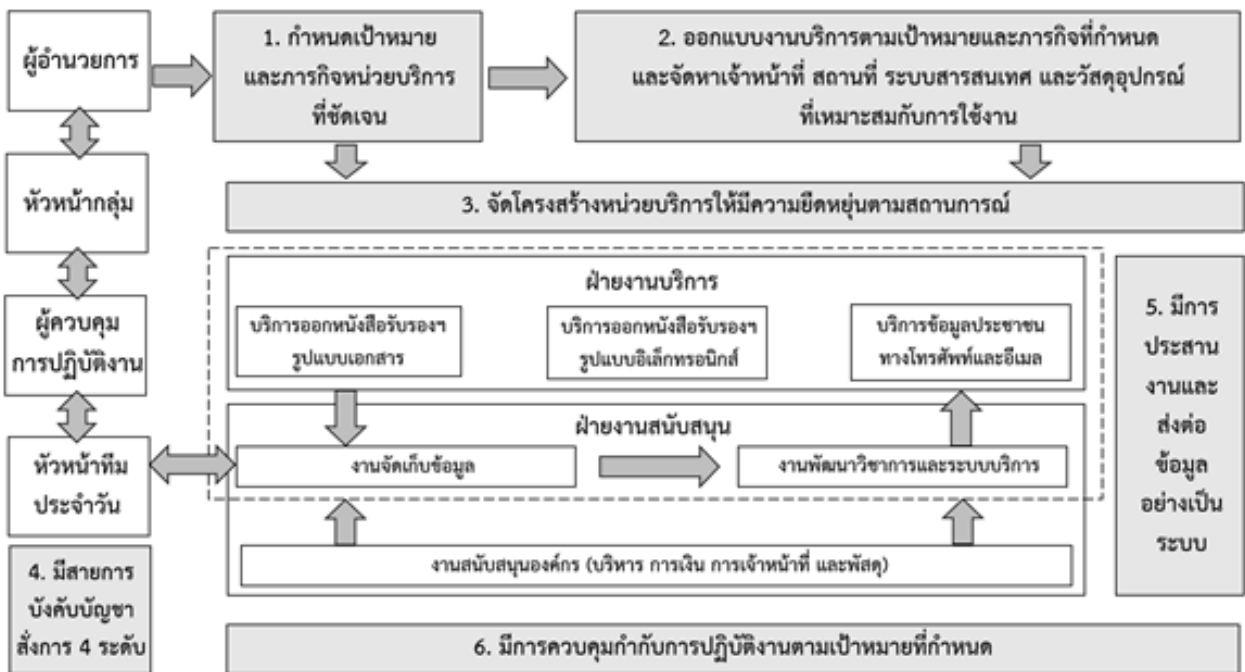 ผู้อำนวยการ
1. กำหนดเป้าหมาย
และภารกิจหน่วยบริการ
ที่ชัดเจน
2. ออกแบบงานบริการตามเป้าหมายและภารกิจที่กำหนด
และจัดหาเจ้าหน้าที่ สถานที่ ระบบสารสนเทศ และวัสดุอุปกรณ์
ที่เหมาะสมกับการใช้งาน
หัวหน้ากลุ่ม
3. จัดโครงสร้างหน่วยบริการให้มีความยืดหยุ่นตามสถานการณ์
ผู้ควบคุม
การปฏิบัติงาน
ฝ่ายงานบริการ
บริการออกหนังสือรับรองฯ
รูปแบบเอกสาร
บริการออกหนังสือรับรองฯ
รูปแบบอิเล็กทรอนิกส์
บริการข้อมูลประชาชน
ทางโทรศัพท์และอีเมล
5. มีการ
ประสาน
งานและ
ส่งต่อ
ข้อมูล
อย่างเป็น
ระบบ
หัวหน้าทีม
ประจำวัน
ฝ่ายงานสนับสนุน
งานจัดเก็บข้อมูล
งานพัฒนาวิชาการและระบบบริการ
งานสนับสนุนองค์กร (บริหาร การเงิน การเจ้าหน้าที่ และพัสดุ)
4. มีสายการ
บังคับบัญชา
สั่งการ 4 ระดับ
6. มีการควบคุมกำกับการปฏิบัติงานตามเป้าหมายที่กำหนด